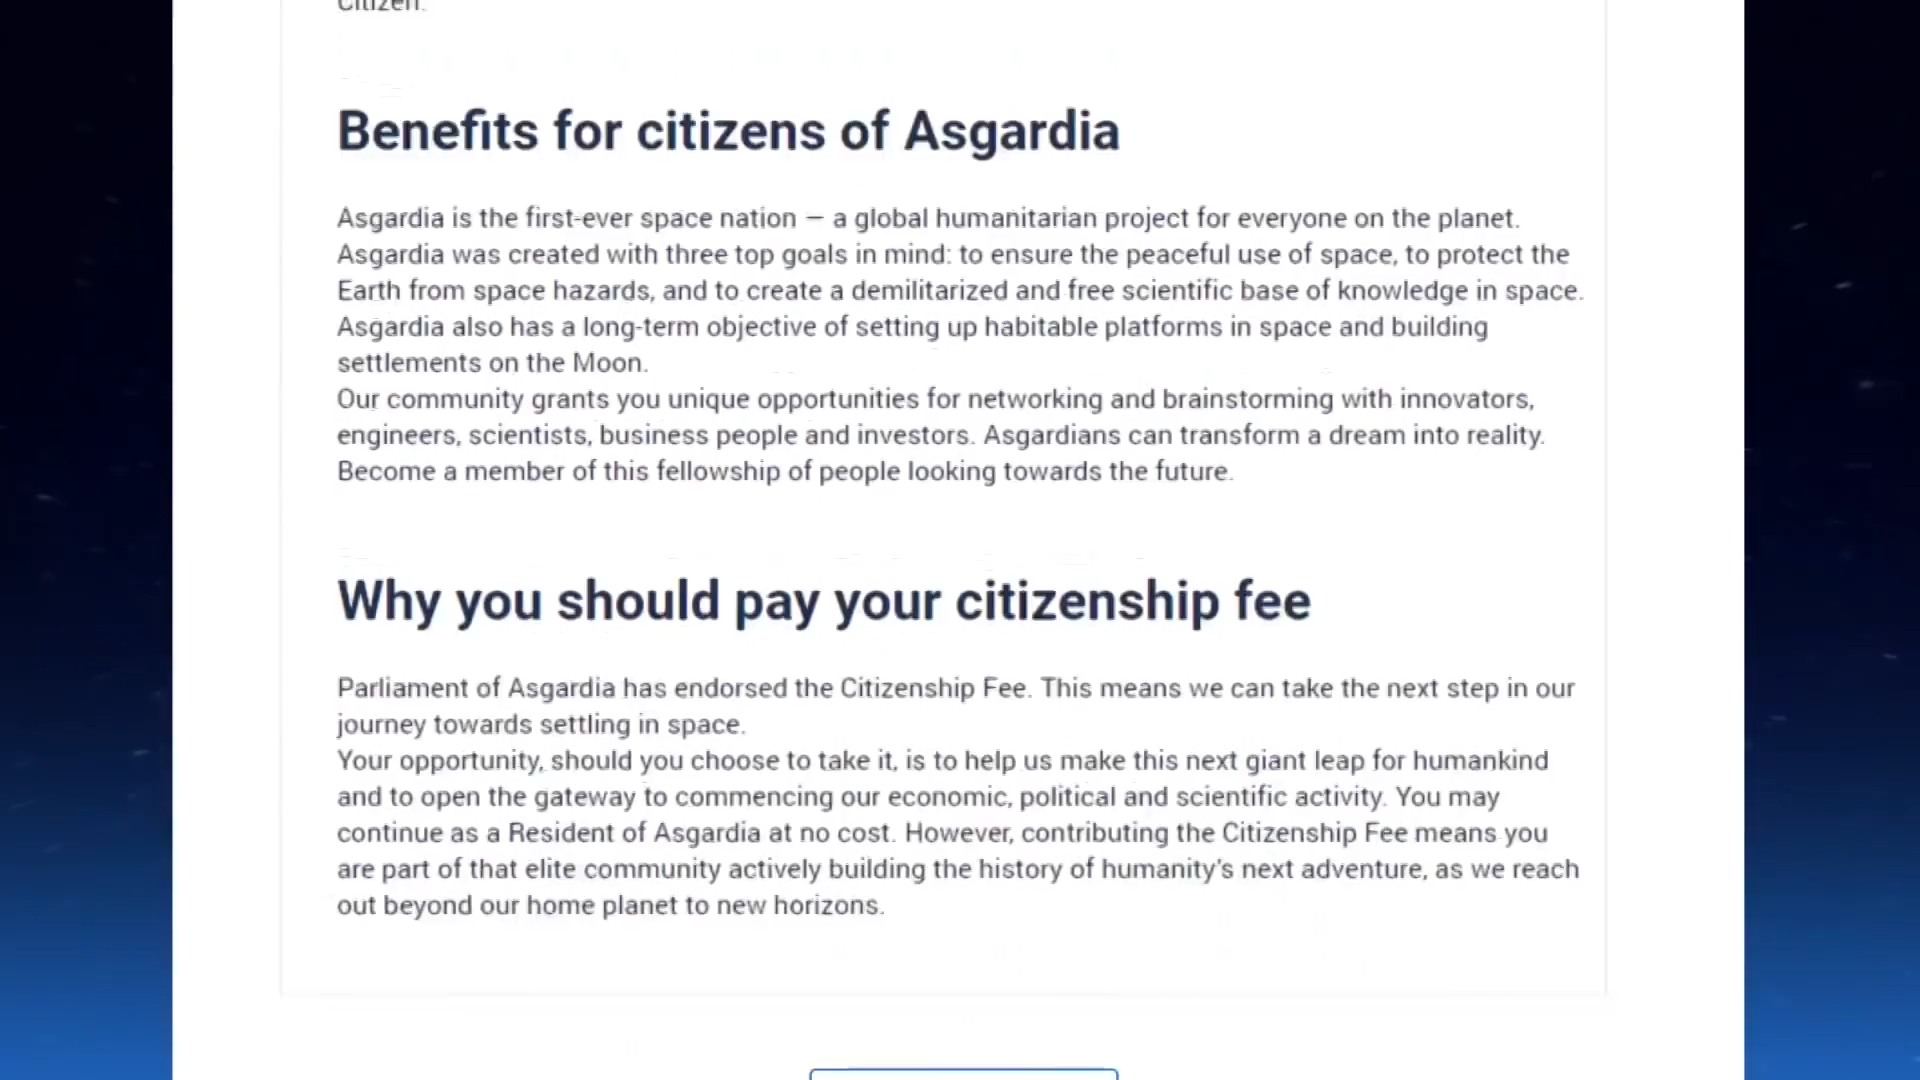 Citizen.
Benefits for citizens of Asgardia
Asgardia is the first-ever space nation — a global humanitarian project for everyone on the planet.
Asgardia was created with three top goals in mind: to ensure the peaceful use of space, to protect the
Earth from space hazards, and to create a demilitarized and free scientific base of knowledge in space.
Asgardia also has a long-term objective of setting up habitable platforms in space and building
settlements on the Moon.
Our community grants you unique opportunities for networking and brainstorming with innovators,
engineers, scientists, business people and investors. Asgardians can transform a dream into reality.
Become a member of this fellowship of people looking towards the future.
Why you should pay your citizenship fee
Parliament of Asgardia has endorsed the Citizenship Fee. This means we can take the next step in our
journey towards settling in space.
Your opportunity, should you choose to take it, is to help us make this next giant leap for humankind
and to open the gateway to commencing our economic, political and scientific activity. You may
continue as a Resident of Asgardia at no cost. However, contributing the Citizenship Fee means you
are part of that elite community actively building the history of humanity's next adventure, as we reach
out beyond our home planet to new horizons.